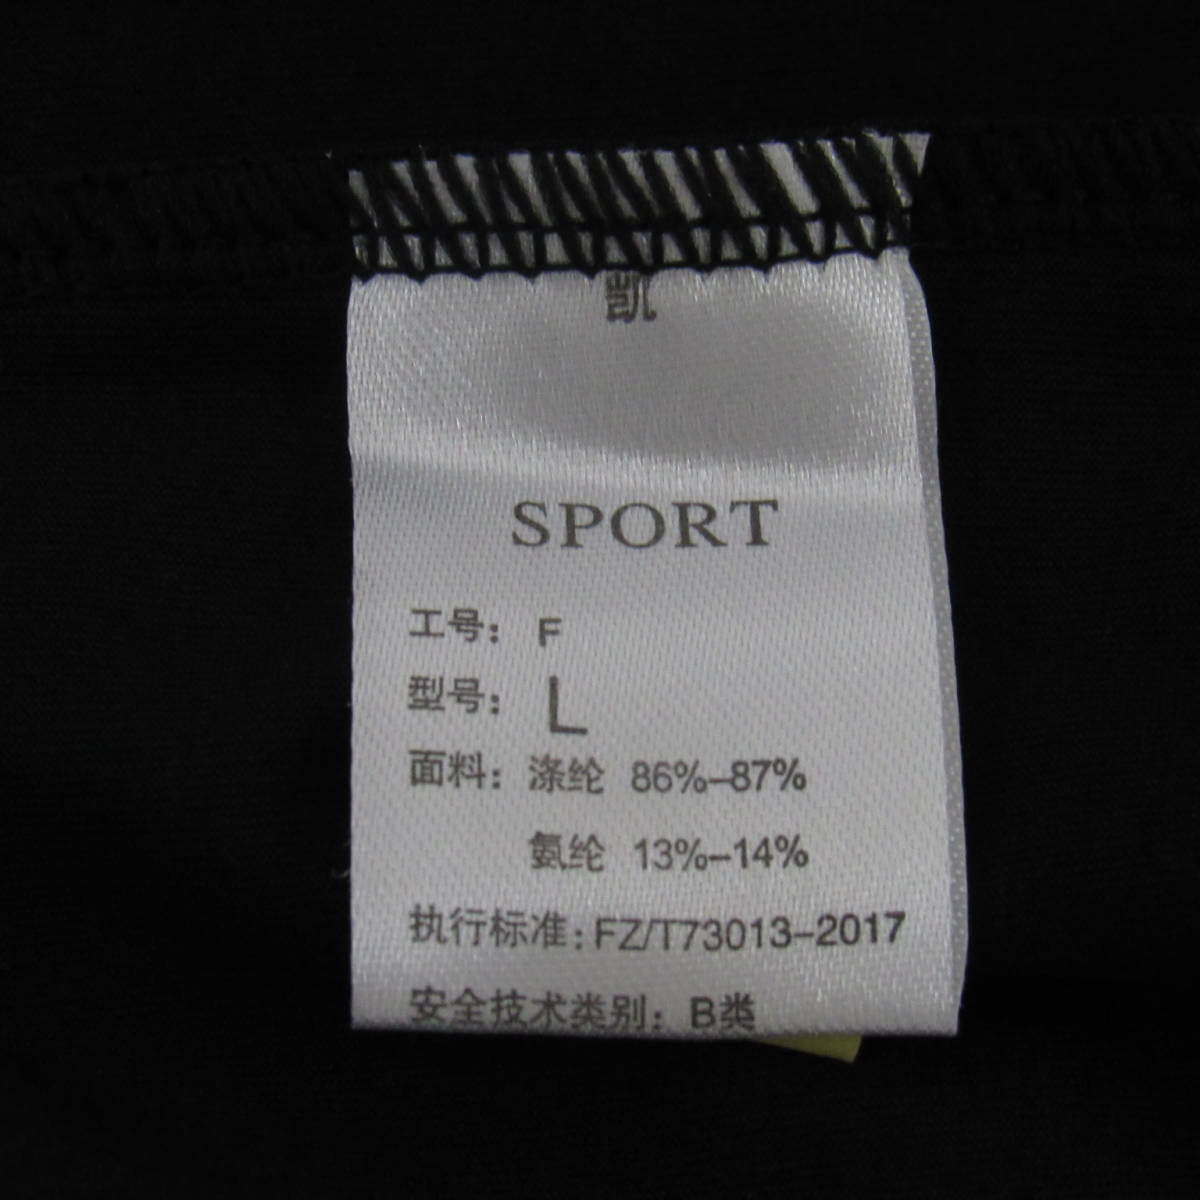 凯
SPORT
工号: F
型号: L
面料: 涤纶 86%-87%
氨纶 13%-14%
执行标准: FZ/T73013-2017
安全技术类别: B类